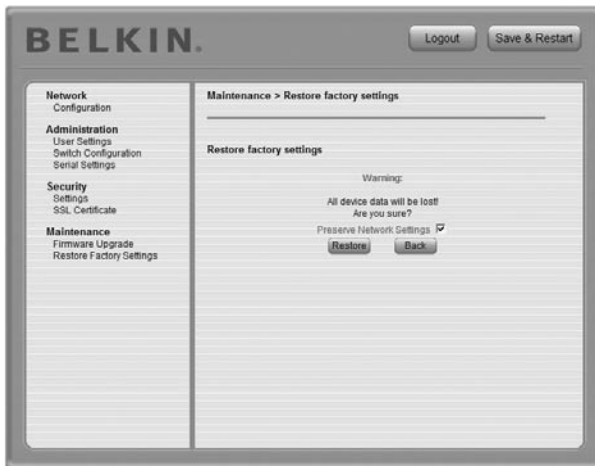 BELKIN.
Logout
Save & Restart
Network
Configuration
Administration
User Settings
Switch Configuration
Serial Settings
Security
Settings
SSL Certificate
Maintenance
Firmware Upgrade
Restore Factory Settings
Maintenance > Restore factory settings
Restore factory settings
Warning:
All device data will be lost!
Are you sure?
Preserve Network Settings
Restore
Back